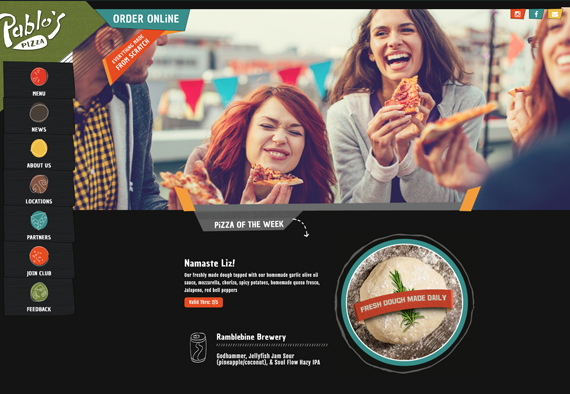 Pablo's
PIZZA
ORDER ONLiNE
EVERYTHING MADE
FROM SCRATCH
MENU
NEWS
ABOUT US
LOCATIONS
PARTNERS
JOIN CLUB
FEEDBACK
PiZZA OF THE WEEK
Namaste Liz!
Our freshly made dough topped with our homemade garlic olive oil
sauce, mozzarella, chorizo, spicy potatoes, homemade queso fresco,
Jalapeno, red bell peppers
Valid Thru: 5/5
FRESH DOUGH MADE DAILY
Ramblebine Brewery
Godhammer, Jellyfish Jam Sour
(pineapple/coconut), & Soul Flow Hazy IPA